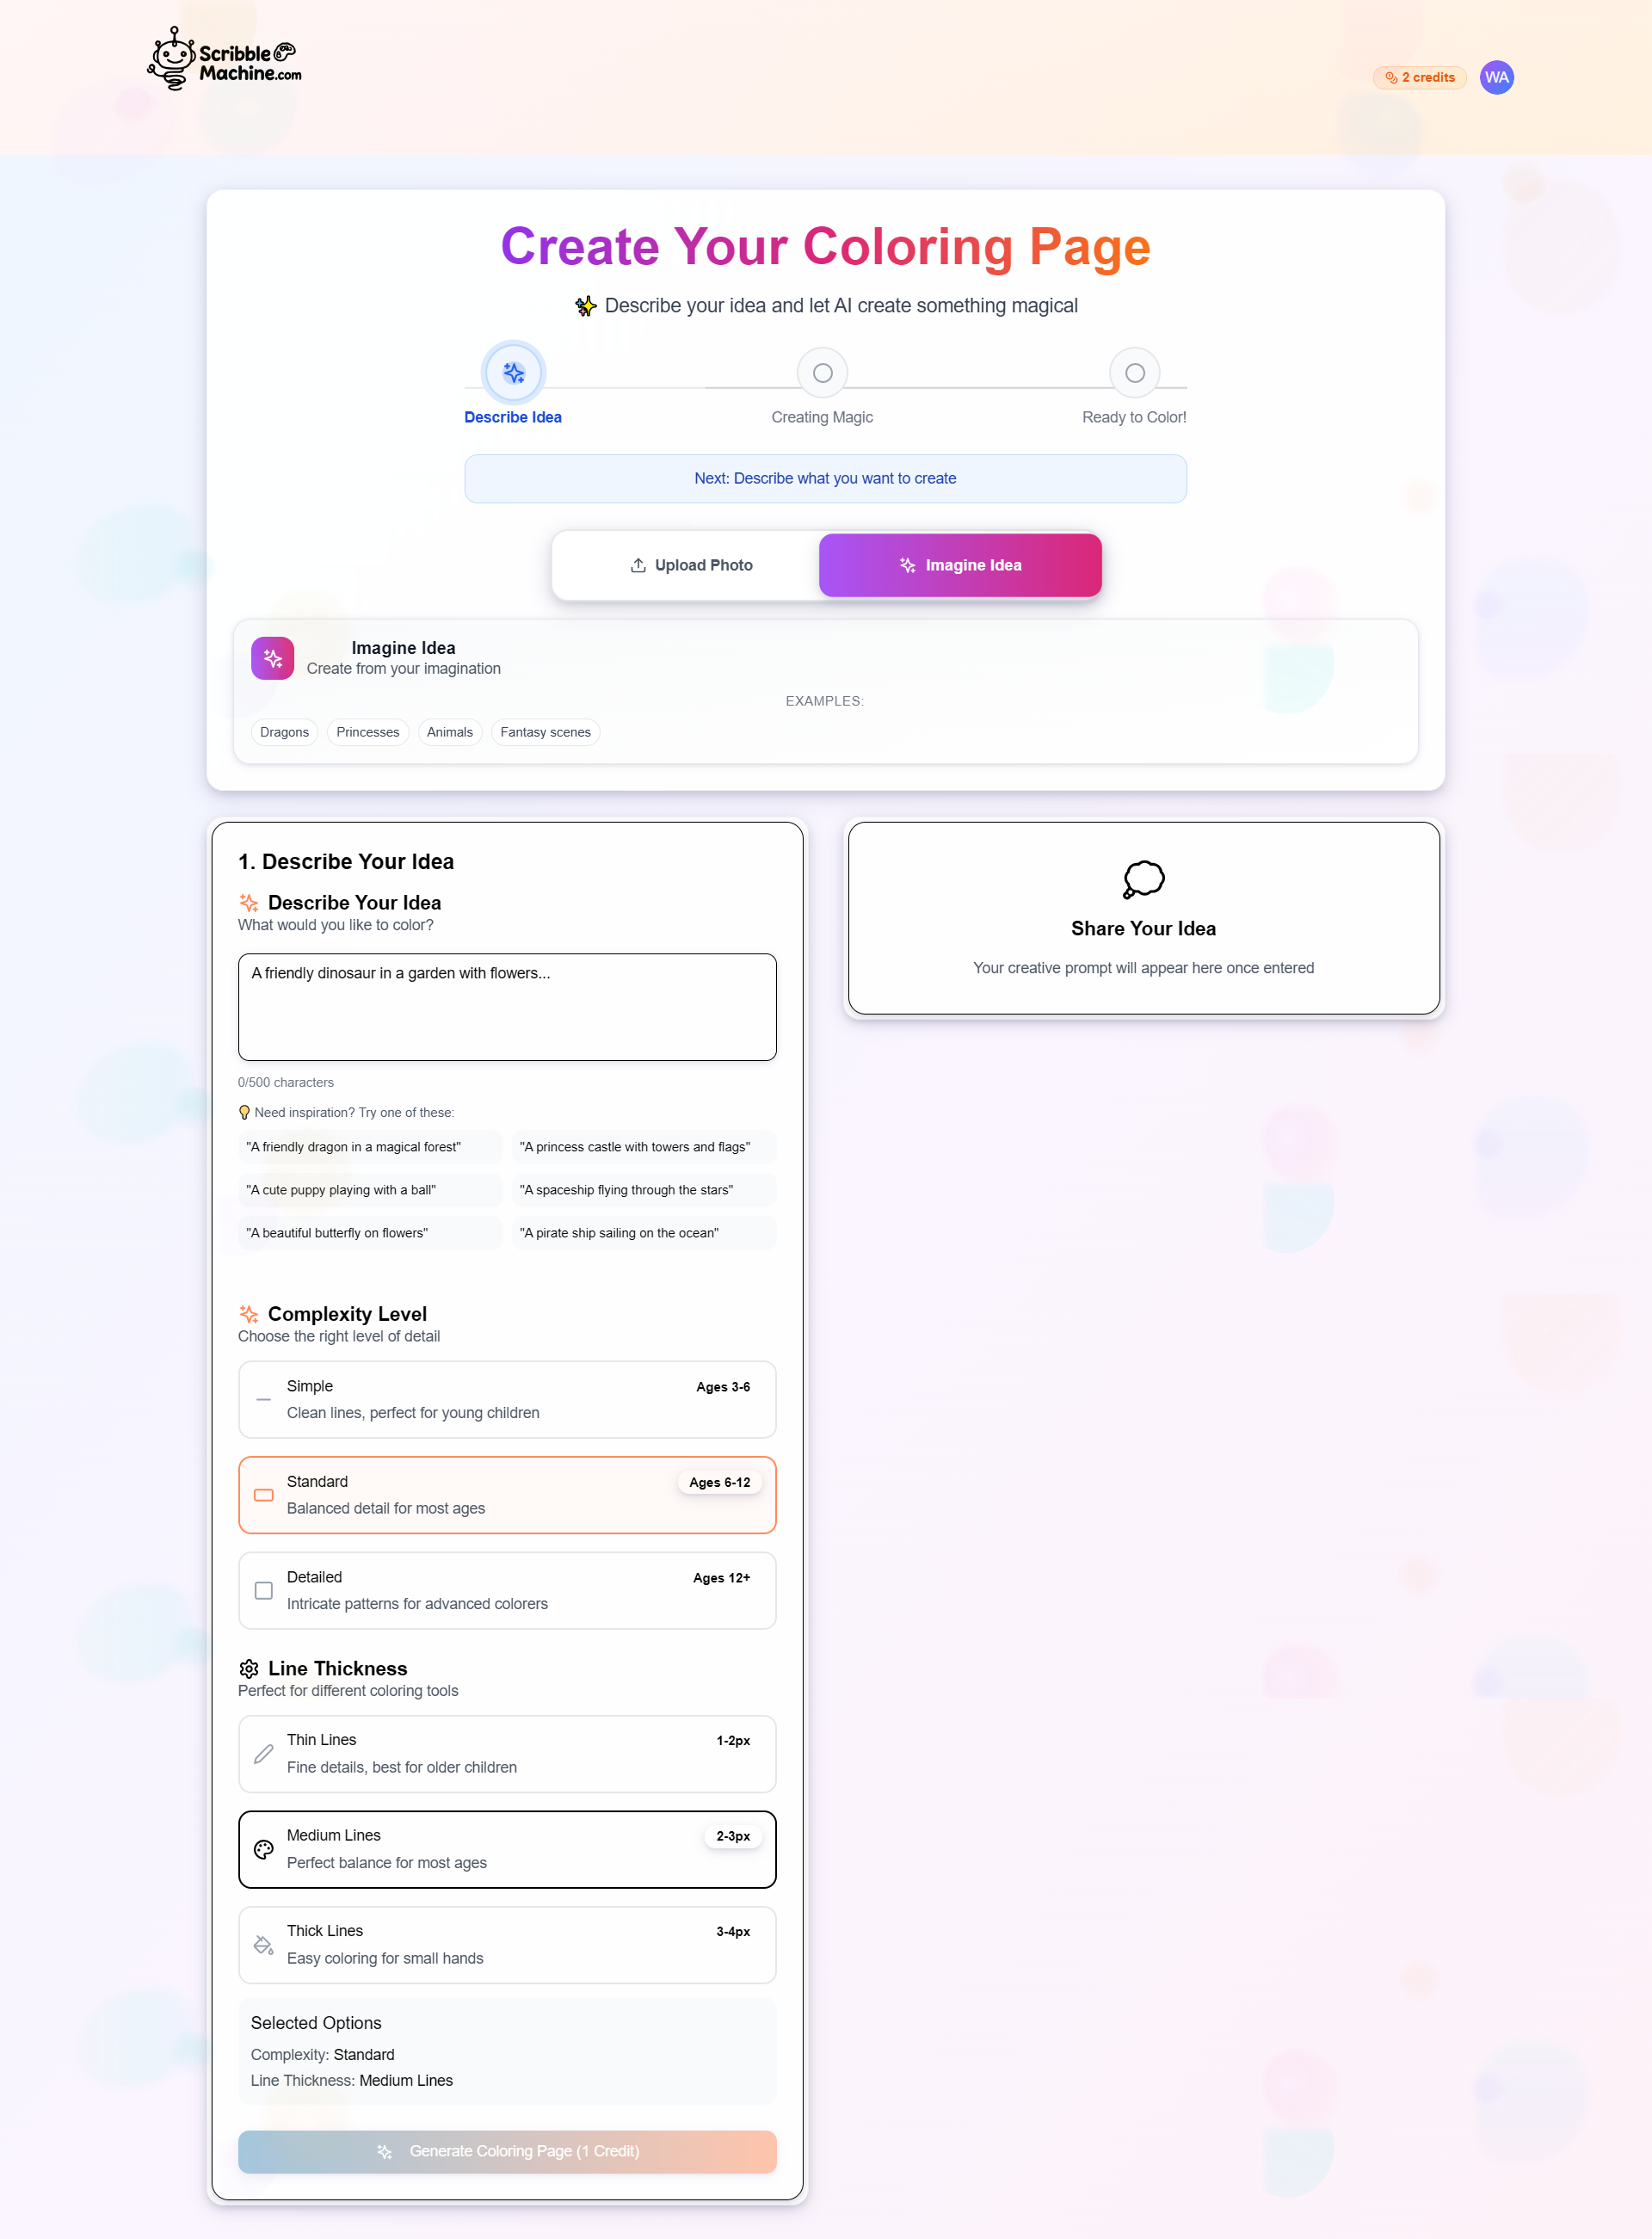 Scribble
Machine.com
2 credits
WA
Create Your Coloring Page
✨ Describe your idea and let AI create something magical
Describe Idea
Creating Magic
Ready to Color!
Next: Describe what you want to create
Upload Photo
Imagine Idea
Imagine Idea
Create from your imagination
EXAMPLES:
Dragons
Princesses
Animals
Fantasy scenes
1. Describe Your Idea
Describe Your Idea
What would you like to color?
A friendly dinosaur in a garden with flowers...
0/500 characters
💡 Need inspiration? Try one of these:
"A friendly dragon in a magical forest"
"A princess castle with towers and flags"
"A cute puppy playing with a ball"
"A spaceship flying through the stars"
"A beautiful butterfly on flowers"
"A pirate ship sailing on the ocean"
Complexity Level
Choose the right level of detail
Simple
Ages 3-6
Clean lines, perfect for young children
Standard
Ages 6-12
Balanced detail for most ages
Detailed
Ages 12+
Intricate patterns for advanced colorers
Line Thickness
Perfect for different coloring tools
Thin Lines
1-2px
Fine details, best for older children
Medium Lines
2-3px
Perfect balance for most ages
Thick Lines
3-4px
Easy coloring for small hands
Selected Options
Complexity: Standard
Line Thickness: Medium Lines
Generate Coloring Page (1 Credit)
Share Your Idea
Your creative prompt will appear here once entered